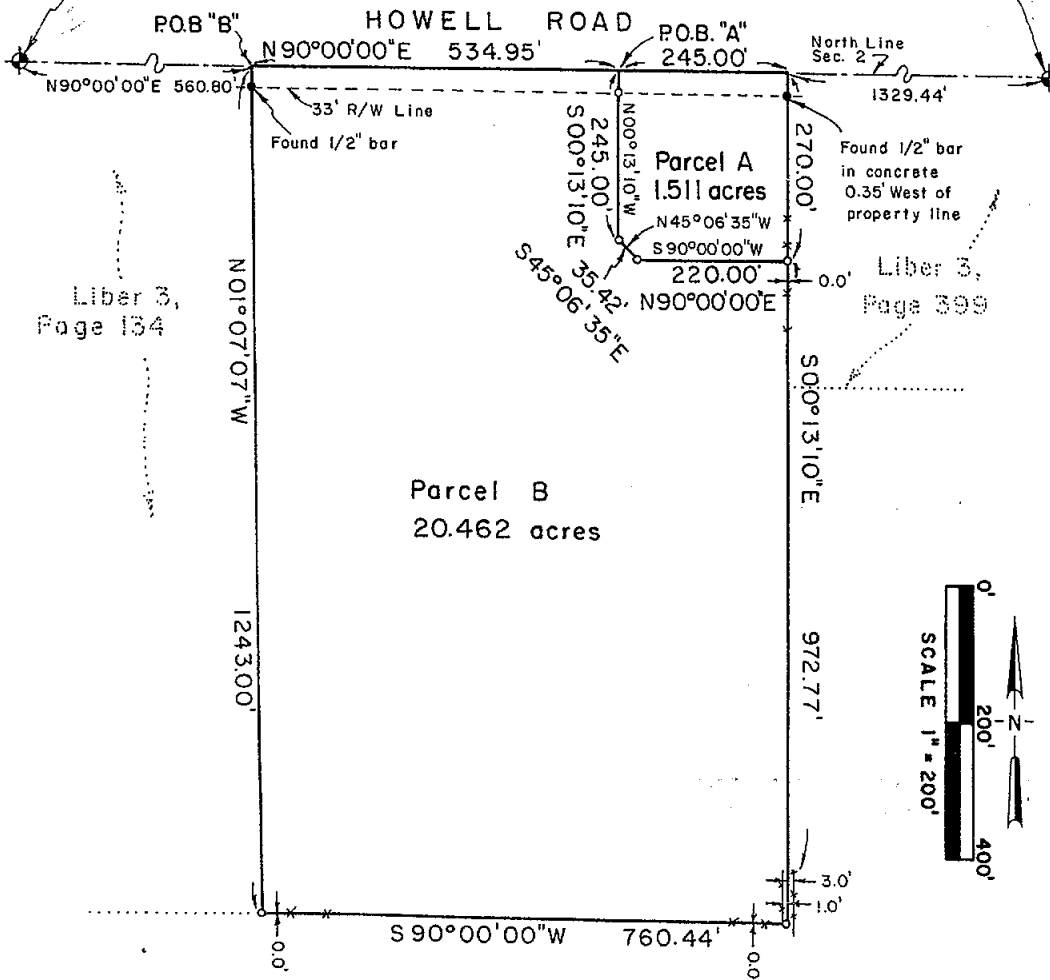 HOWELL ROAD
P.O.B "B"
N90°00'00"E 534.95'
P.O.B. "A"
245.00'
North Line
Sec. 2
1329.44'
N90°00'00"E 560.80'
33' R/W Line
Found 1/2" bar
Found 1/2" bar
in concrete
0.35' West of
property line
N00°13'10"W
245.00'
S00°13'10"E
Parcel A
1.511 acres
270.00'
N45°06'35"W
S90°00'00"W
35.42'
S45°06'35"E
220.00'
N90°00'00"E
0.0'
Liber 3,
Page 134
Liber 3,
Page 399
N01°07'07"W
S00°13'10"E
Parcel B
20.462 acres
1243.00'
972.77'
0'
200'
400'
SCALE 1" = 200'
N
3.0'
1.0'
S90°00'00"W 760.44'
0.0'
0.0